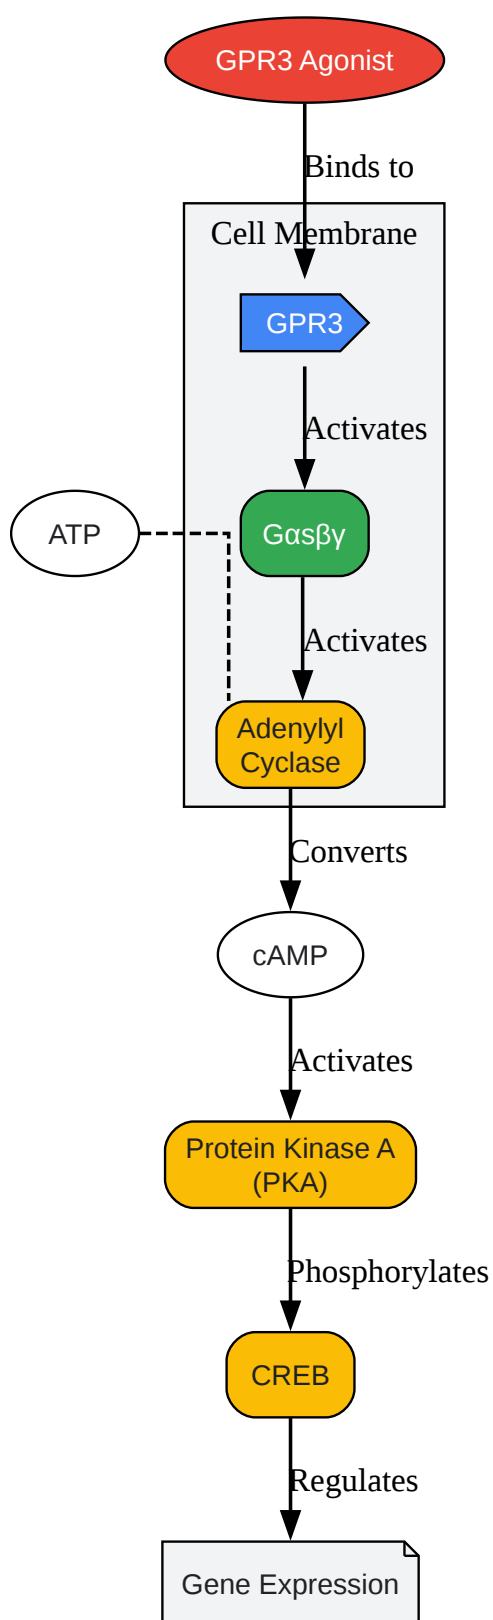 GPR3 Agonist
Binds to
Cell Membrane
GPR3
Activates
ATP
Gαsβγ
Activates
Adenylyl
Cyclase
Converts
cAMP
Activates
Protein Kinase A
(PKA)
Phosphorylates
CREB
Regulates
Gene Expression